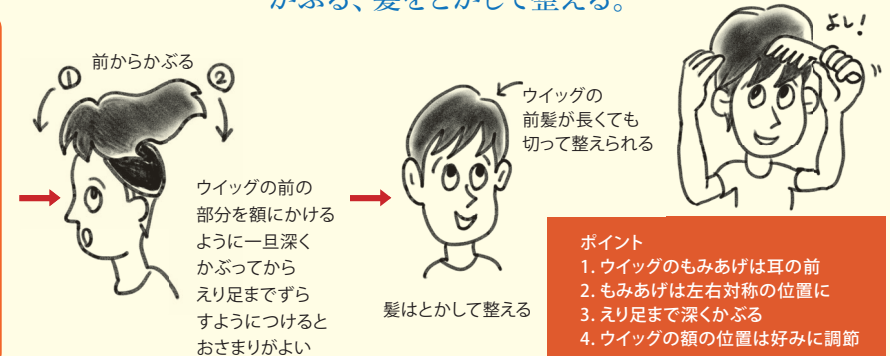 かぶる、髪をとかして整える。
① 前からかぶる ②
ウイッグの前の
部分を額にかける
ように一旦深く
かぶってから
えり足までずら
すようにつけると
おさまりがよい
ウイッグの
前髪が長くても
切って整えられる
髪はとかして整える
よし!
ポイント
1. ウイッグのもみあげは耳の前
2. もみあげは左右対称の位置に
3. えり足まで深くかぶる
4. ウイッグの額の位置は好みに調節